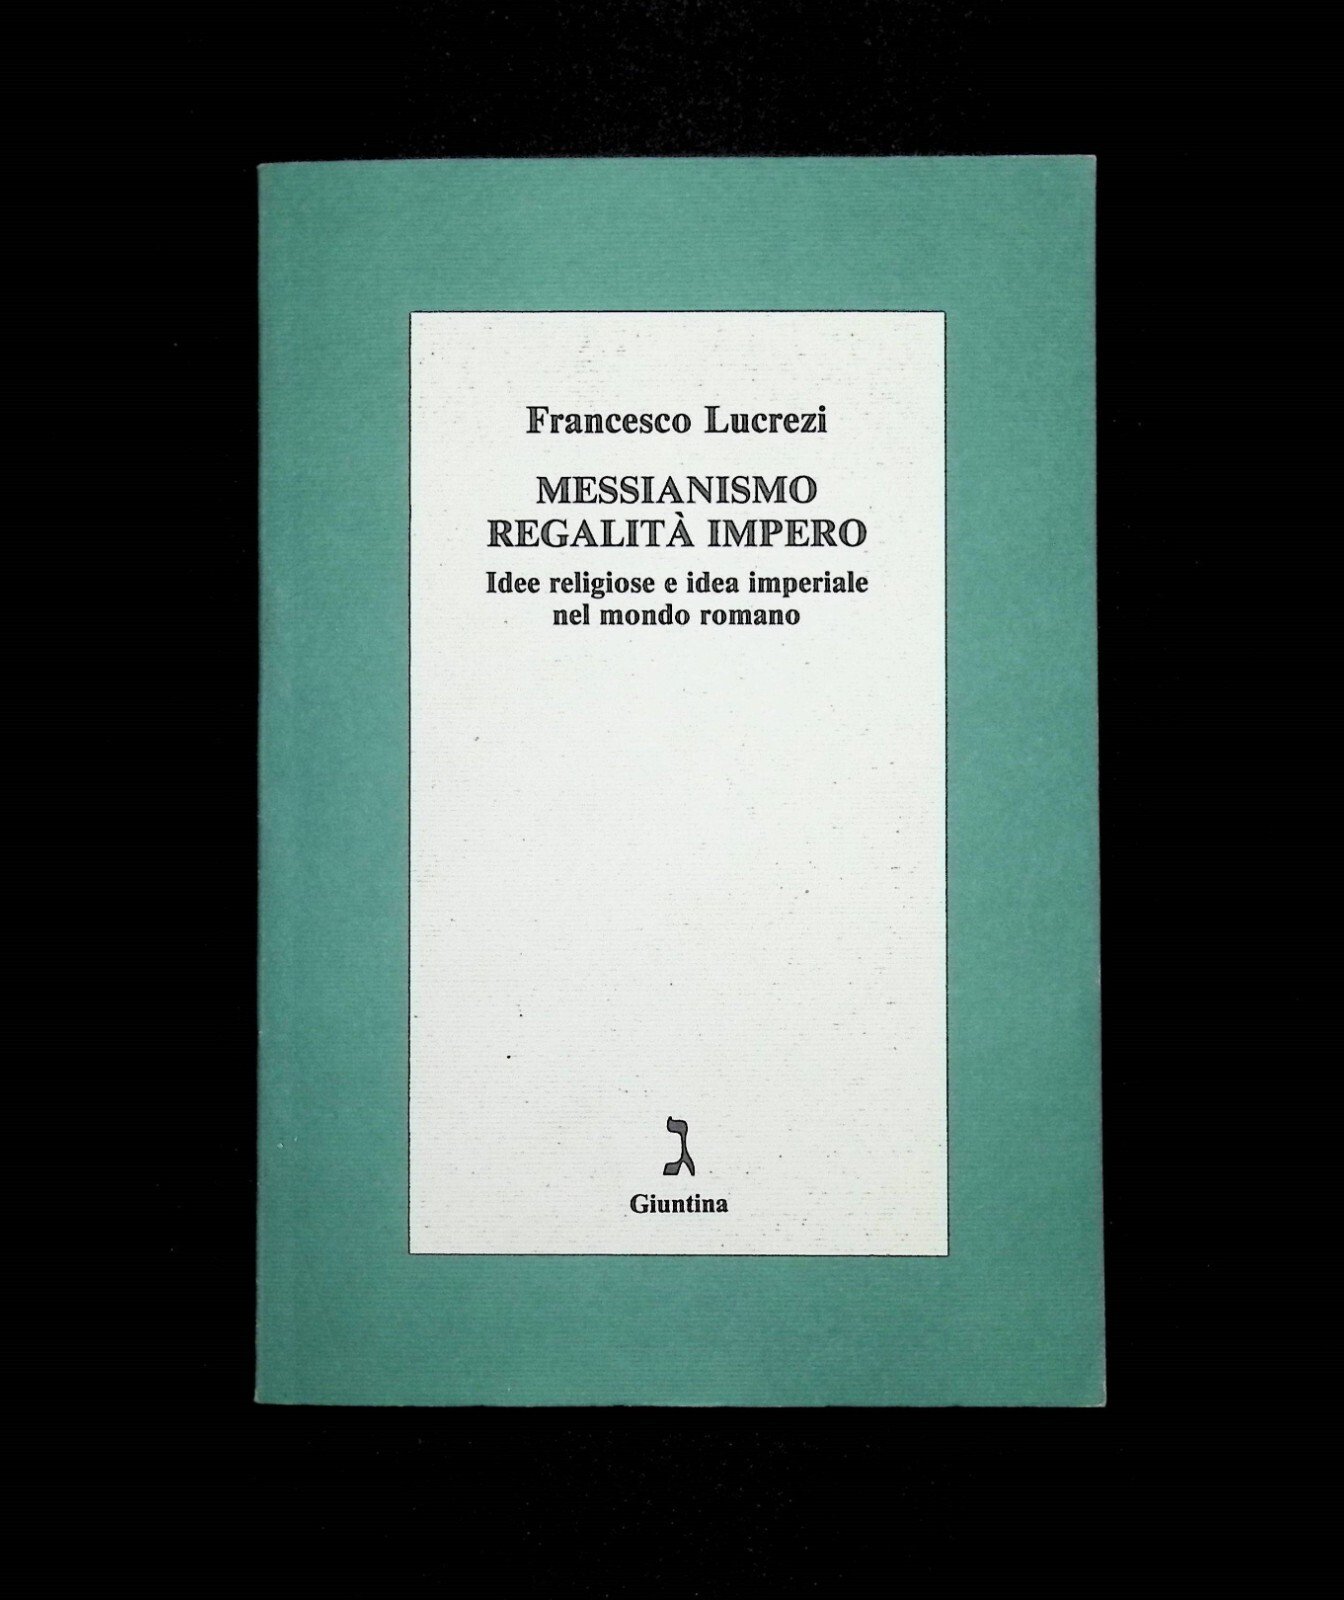 Francesco Lucrezi
MESSIANISMO
REGALITÀ IMPERO
Idee religiose e idea imperiale
nel mondo romano
ג
Giuntina